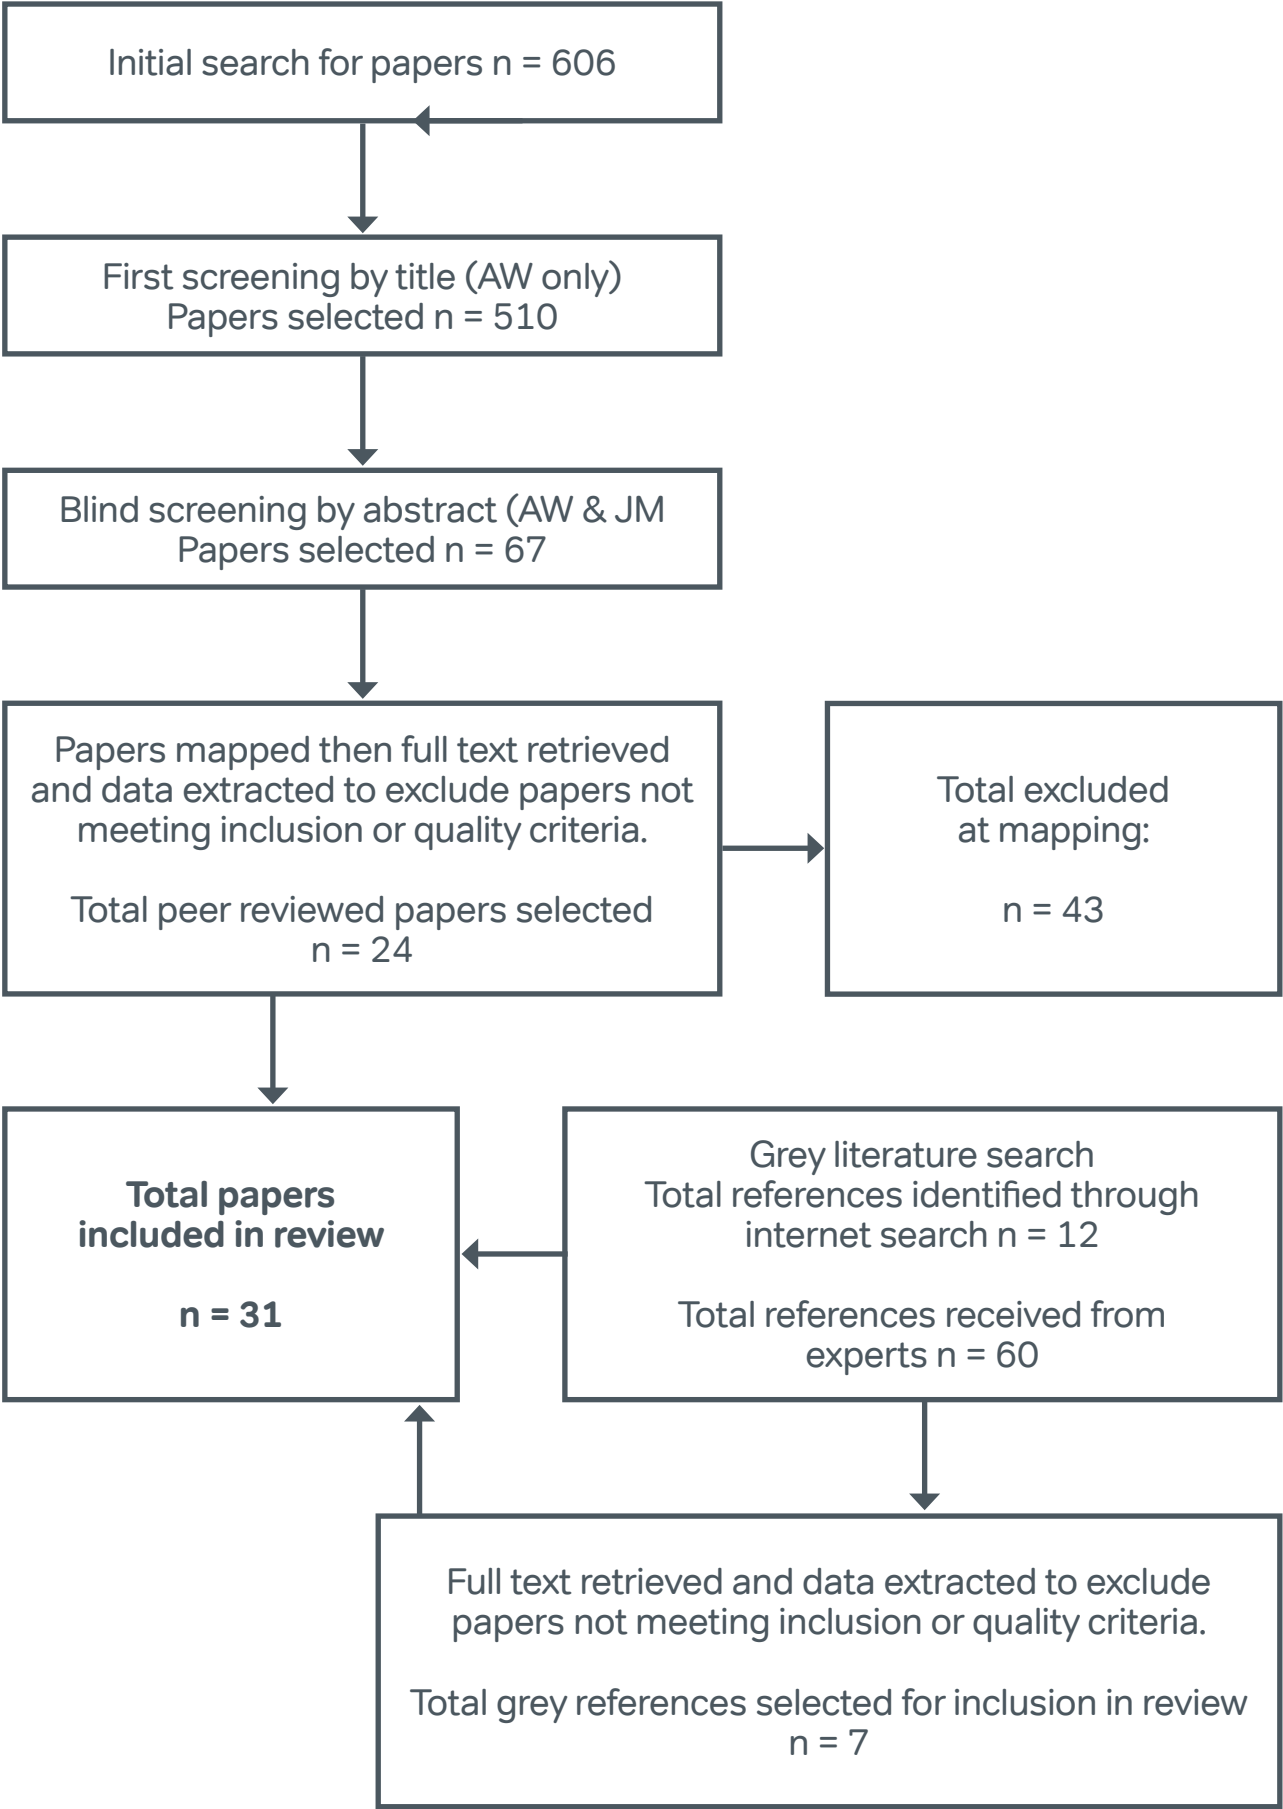 Initial search for papers n = 606
First screening by title (AW only)
Papers selected n = 510
Blind screening by abstract (AW & JM
Papers selected n = 67
Papers mapped then full text retrieved
and data extracted to exclude papers not
meeting inclusion or quality criteria.
Total peer reviewed papers selected
n = 24
Total excluded
at mapping:
n = 43
Total papers
included in review
n = 31
Grey literature search
Total references identified through
internet search n = 12
Total references received from
experts n = 60
Full text retrieved and data extracted to exclude
papers not meeting inclusion or quality criteria.
Total grey references selected for inclusion in review
n = 7